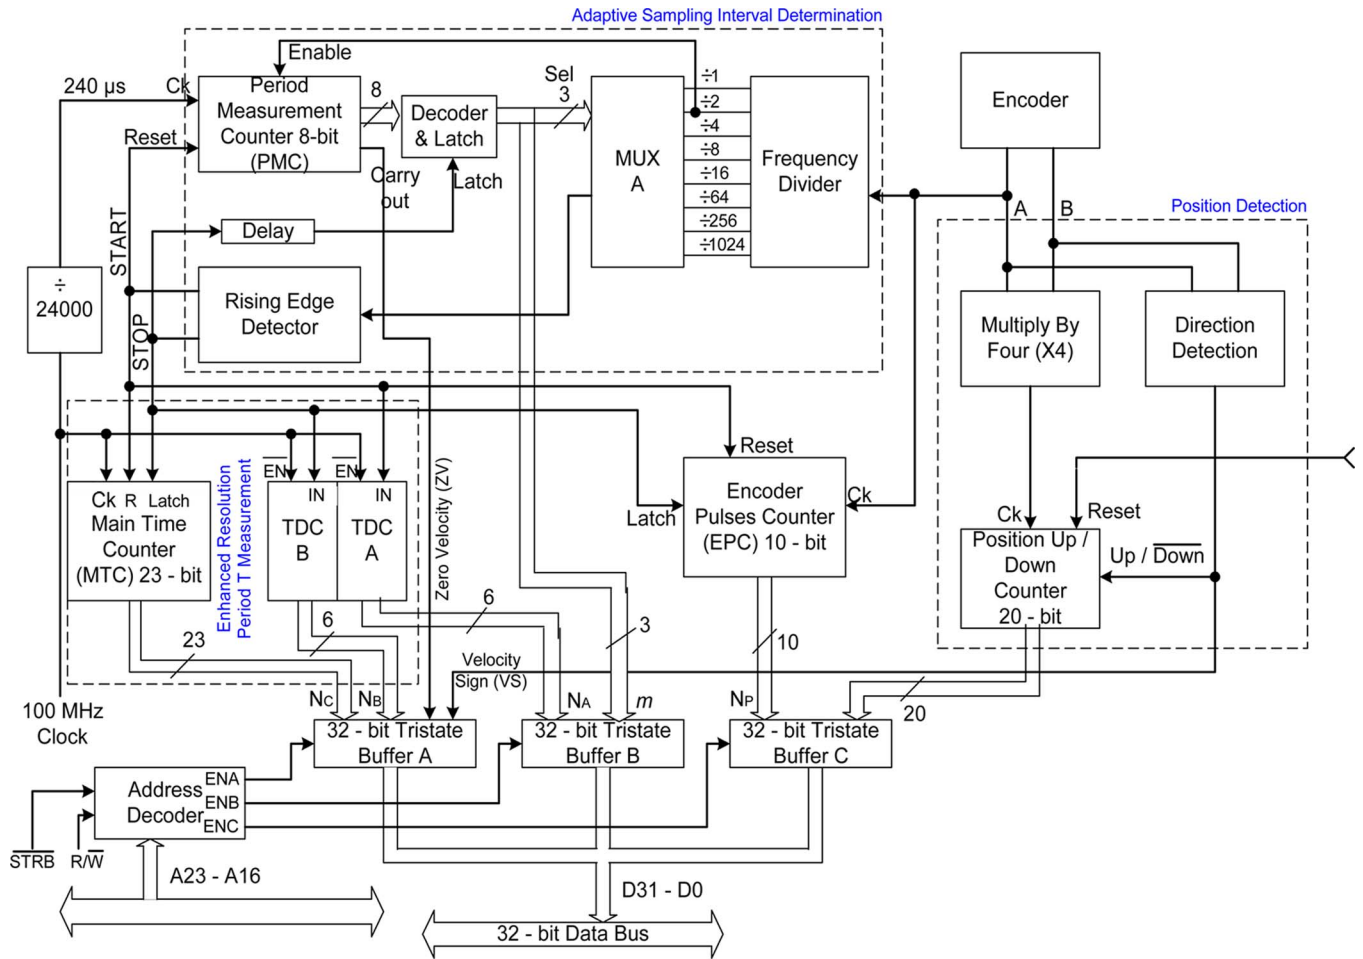 Adaptive Sampling Interval Determination
Enable
240 µs
Ck
Period
Measurement
Counter 8-bit
(PMC)
8
Decoder
& Latch
Sel
3
MUX
A
÷1
÷2
÷4
÷8
÷16
÷64
÷256
÷1024
Frequency
Divider
Encoder
Reset
Carry
out
Latch
A
B
Position Detection
START
Delay
÷
24000
Rising Edge
Detector
STOP
Multiply By
Four (X4)
Direction
Detection
Reset
EN
IN
EN
IN
Ck R Latch
Main Time
Counter
(MTC) 23 - bit
Enhanced Resolution
Period T Measurement
TDC
B
TDC
A
Zero Velocity (ZV)
Latch
Encoder
Pulses Counter
(EPC) 10 - bit
Ck
Ck
Reset
Position Up /
Down
Counter
20 - bit
Up / Down
23
6
6
3
10
20
Velocity
Sign (VS)
100 MHz
Clock
NC
NB
NA
m
NP
32 - bit Tristate
Buffer A
32 - bit Tristate
Buffer B
32 - bit Tristate
Buffer C
Address
Decoder
ENA
ENB
ENC
STRB
R/W
A23 - A16
D31 - D0
32 - bit Data Bus